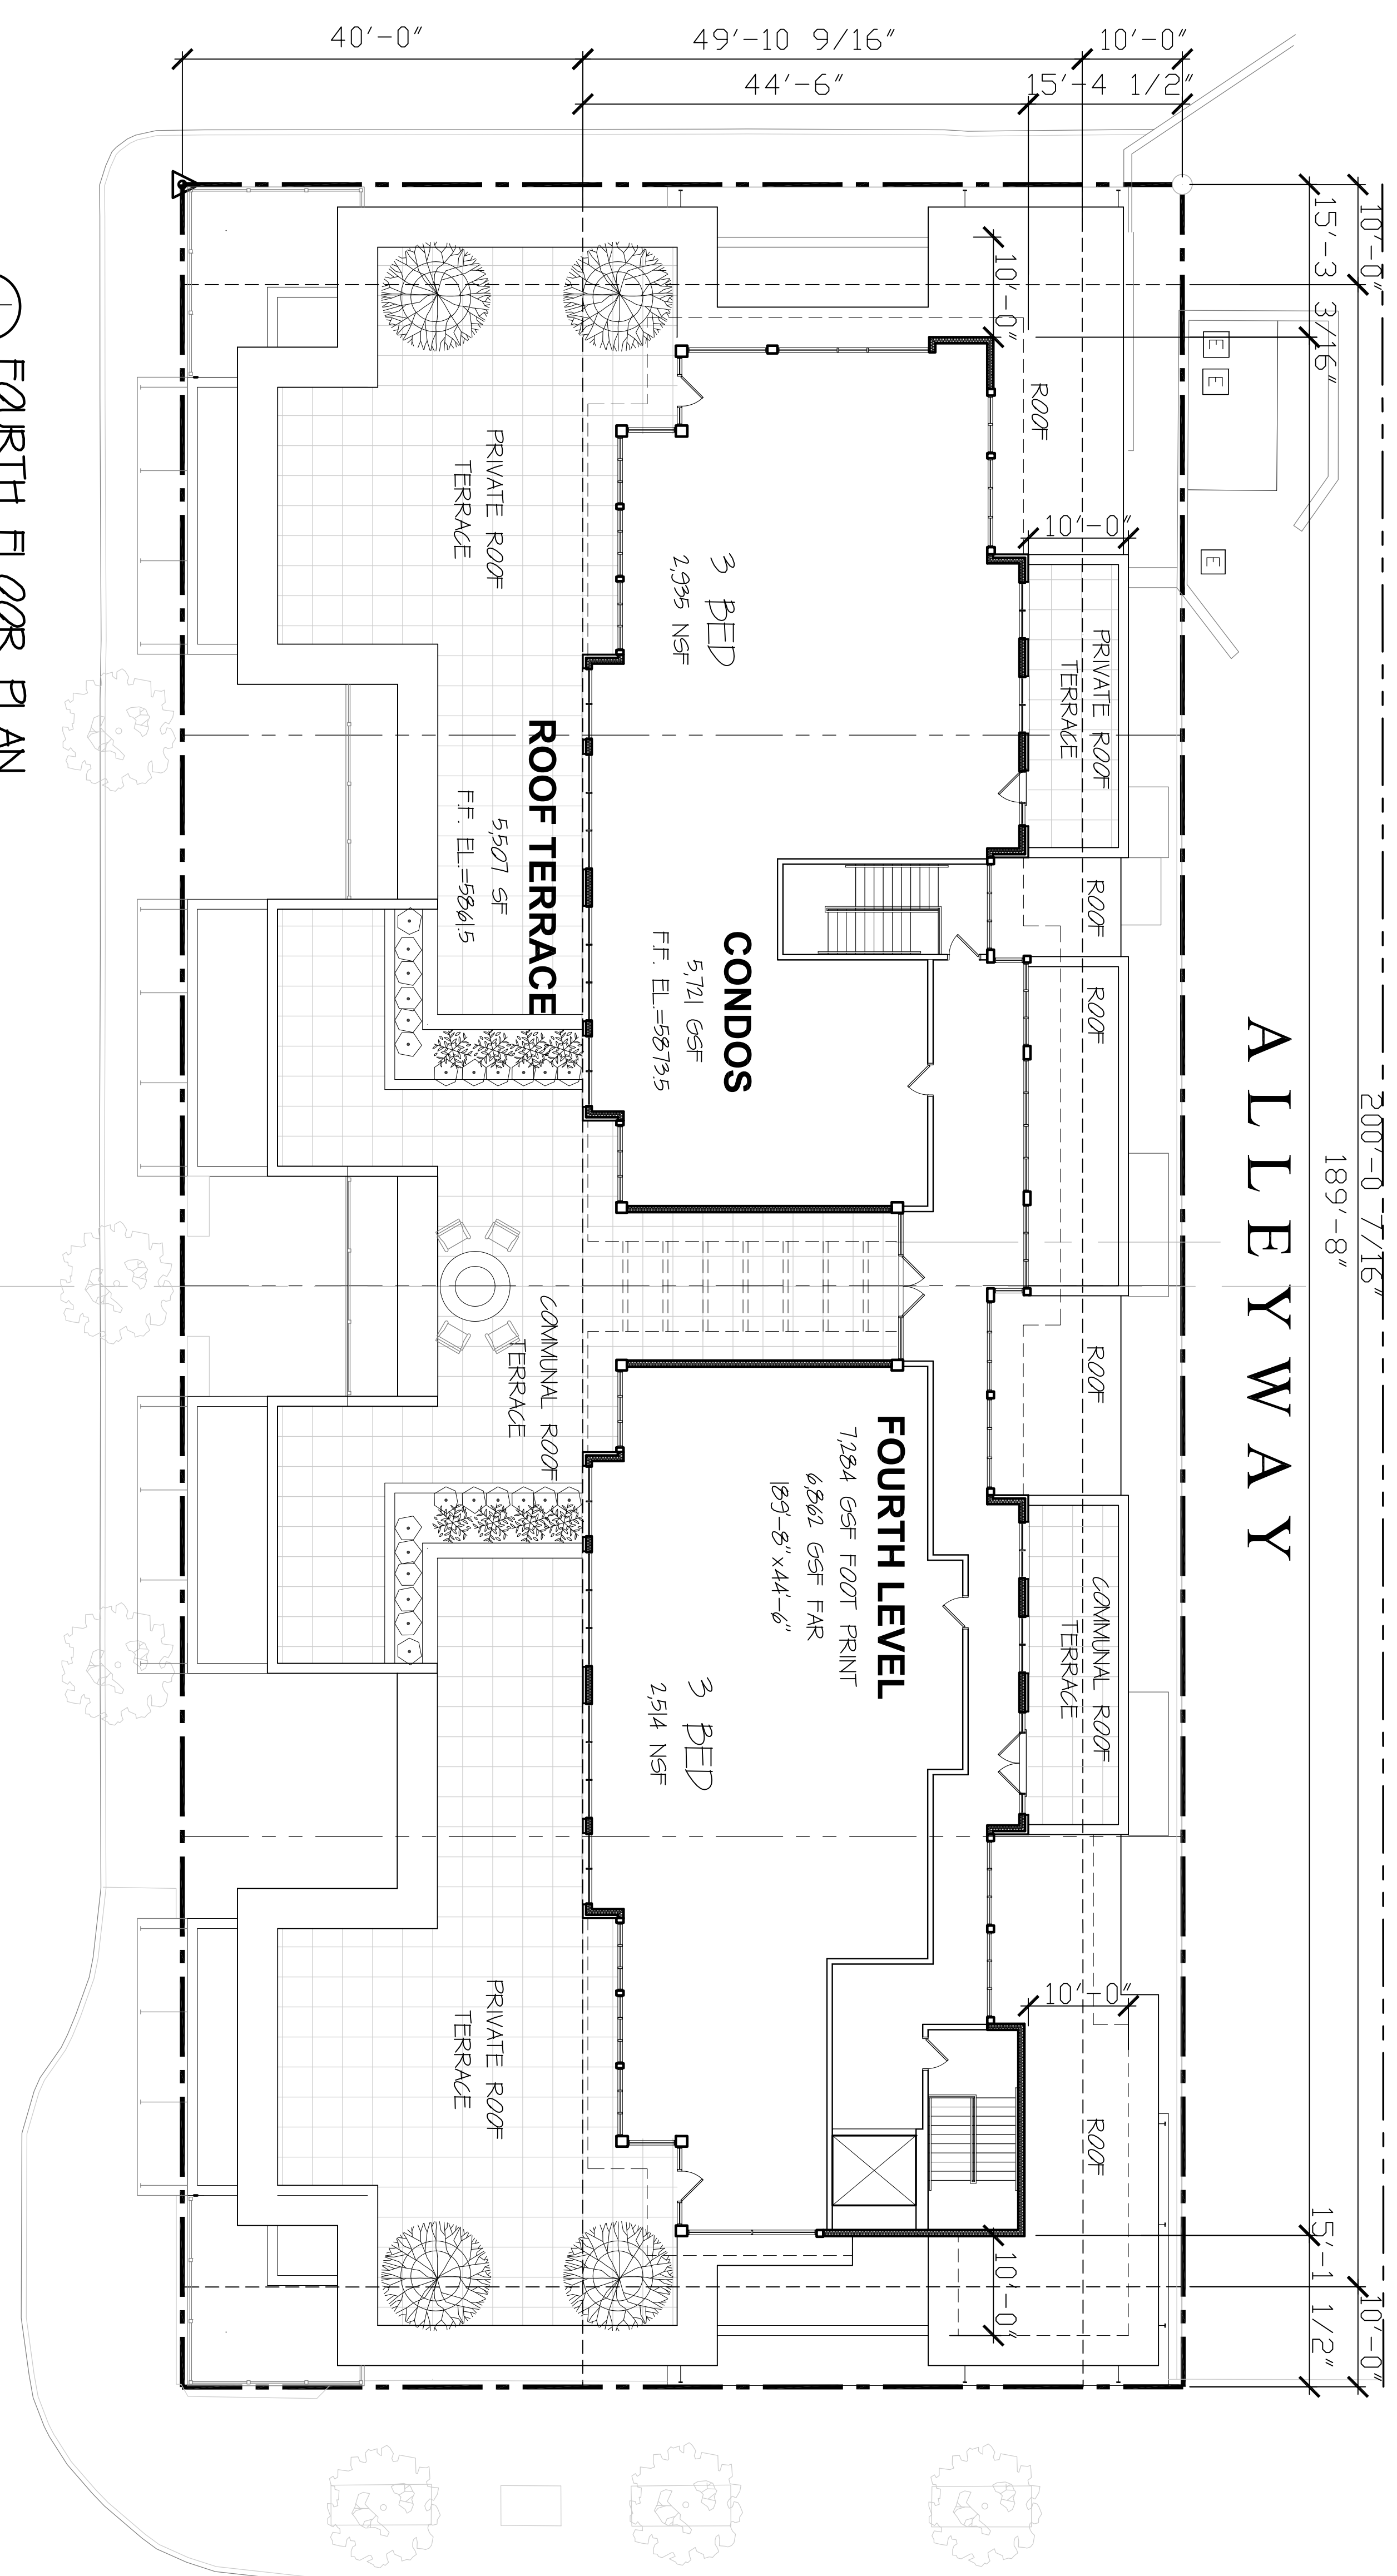 10'-0"
200'-0 7/16"
10'-0"
15'-3 3/16"
189'-8"
15'-1 1/2"
ALLEYWAY
E
E
E
10'-0"
15'-4 1/2"
49'-10 9/16"
44'-6"
40'-0"
10'-0"
10'-0"
10'-0"
10'-0"
ROOF
PRIVATE ROOF
TERRACE
ROOF
ROOF
ROOF
COMMUNAL ROOF
TERRACE
ROOF
FOURTH LEVEL
7,284 GSF FOOT PRINT
6,862 GSF FAR
189'-8" x44'-6"
3 BED
2,935 NSF
CONDOS
5,721 GSF
F.F. EL.=5873.5
3 BED
2,514 NSF
ROOF TERRACE
5,507 SF
F.F. EL.=5861.5
PRIVATE ROOF
TERRACE
COMMUNAL ROOF
TERRACE
PRIVATE ROOF
TERRACE
FOURTH FLOOR PLAN